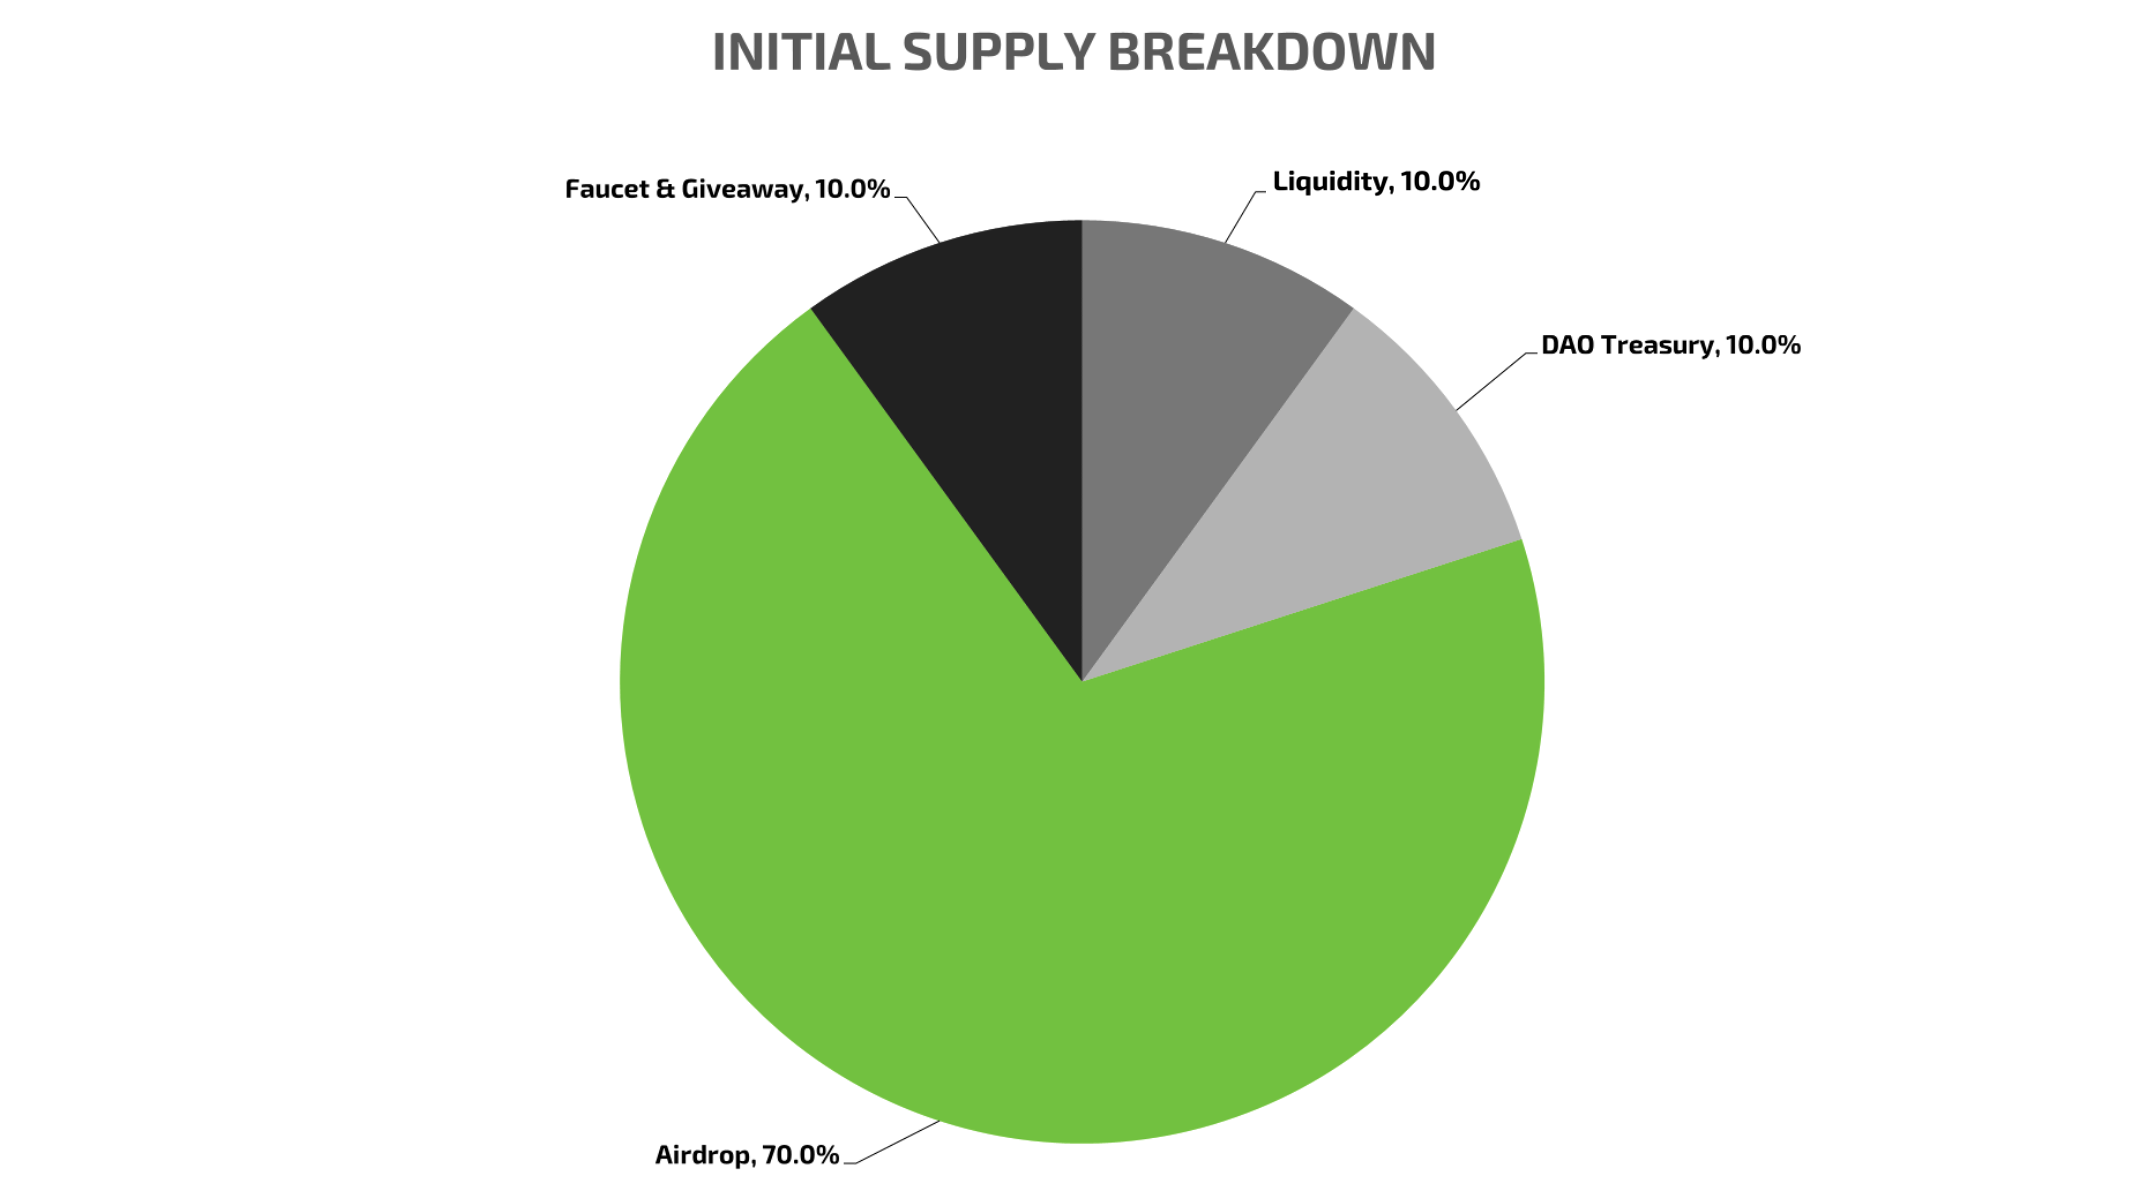 INITIAL SUPPLY BREAKDOWN
Faucet & Giveaway, 10.0%
Liquidity, 10.0%
DAO Treasury, 10.0%
Airdrop, 70.0%